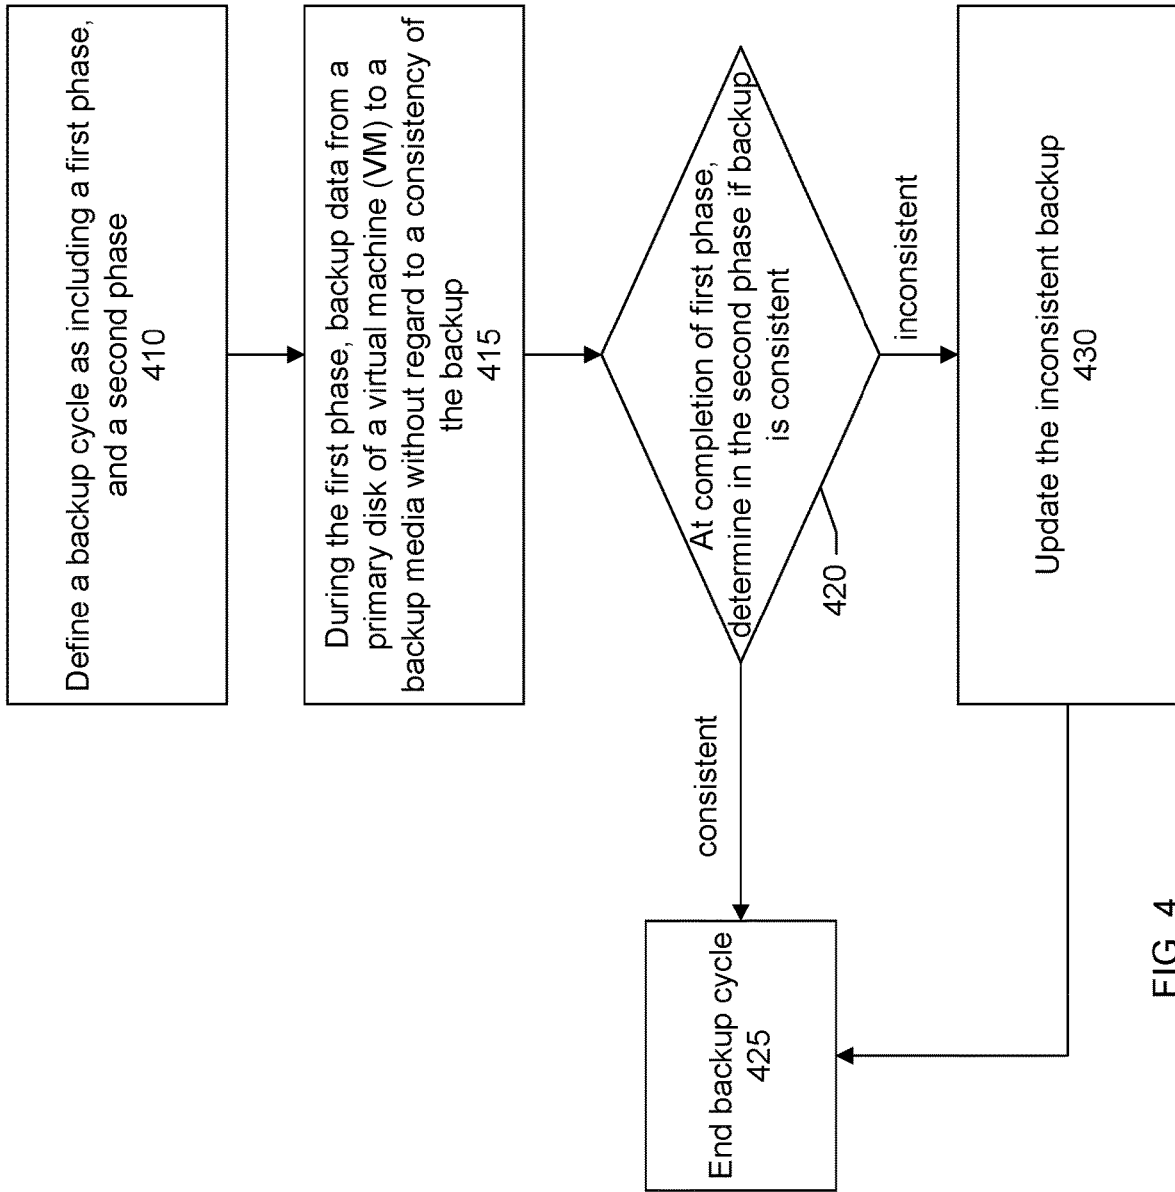 Define a backup cycle as including a first phase,
and a second phase
410
During the first phase, backup data from a
primary disk of a virtual machine (VM) to a
backup media without regard to a consistency of
the backup
415
At completion of first phase,
determine in the second phase if backup
is consistent
420
consistent
inconsistent
End backup cycle
425
Update the inconsistent backup
430
FIG. 4